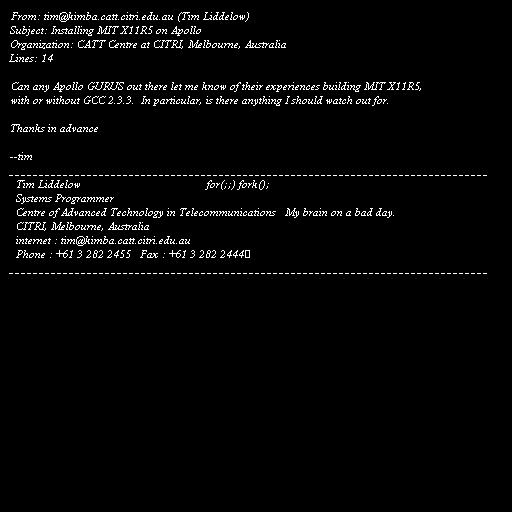 From: tim@kimba.catt.citri.edu.au (Tim Liddelow)
Subject: Installing MIT X11R5 on Apollo
Organization: CATT Centre at CITRI, Melbourne, Australia
Lines: 14

Can any Apollo GURUS out there let me know of their experiences building MIT X11R5,
with or without GCC 2.3.3.  In particular, is there anything I should watch out for.

Thanks in advance

--tim
________________________________________________________________________________
Tim Liddelow                                          for(;;) fork();
Systems Programmer
Centre of Advanced Technology in Telecommunications   My brain on a bad day.
CITRI, Melbourne, Australia
internet : tim@kimba.catt.citri.edu.au
Phone : +61 3 282 2455   Fax : +61 3 282 2444
________________________________________________________________________________